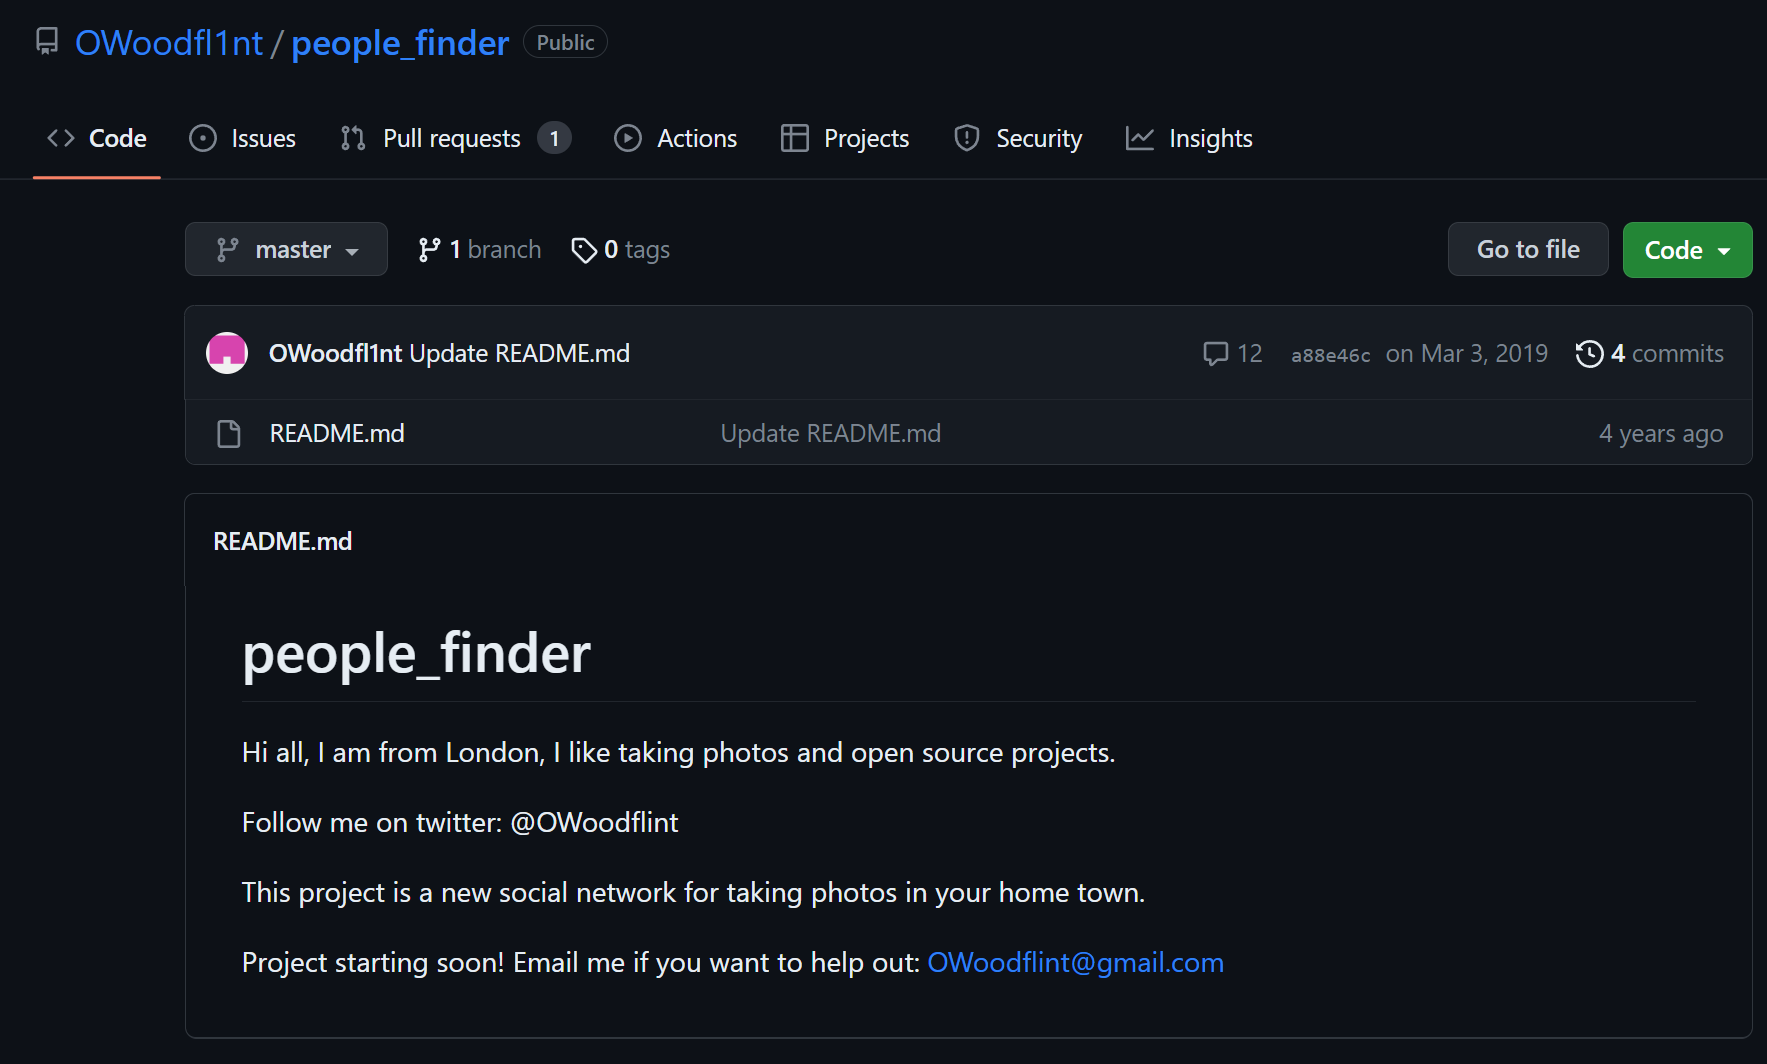 OWoodfl1nt / people_finder Public
Code Issues Pull requests 1 Actions Projects Security Insights
master 1 branch 0 tags Go to file Code
OWoodfl1nt Update README.md 12 a88e46c on Mar 3, 2019 4 commits
README.md Update README.md 4 years ago
README.md
people_finder
Hi all, I am from London, I like taking photos and open source projects.
Follow me on twitter: @OWoodflint
This project is a new social network for taking photos in your home town.
Project starting soon! Email me if you want to help out: OWoodflint@gmail.com